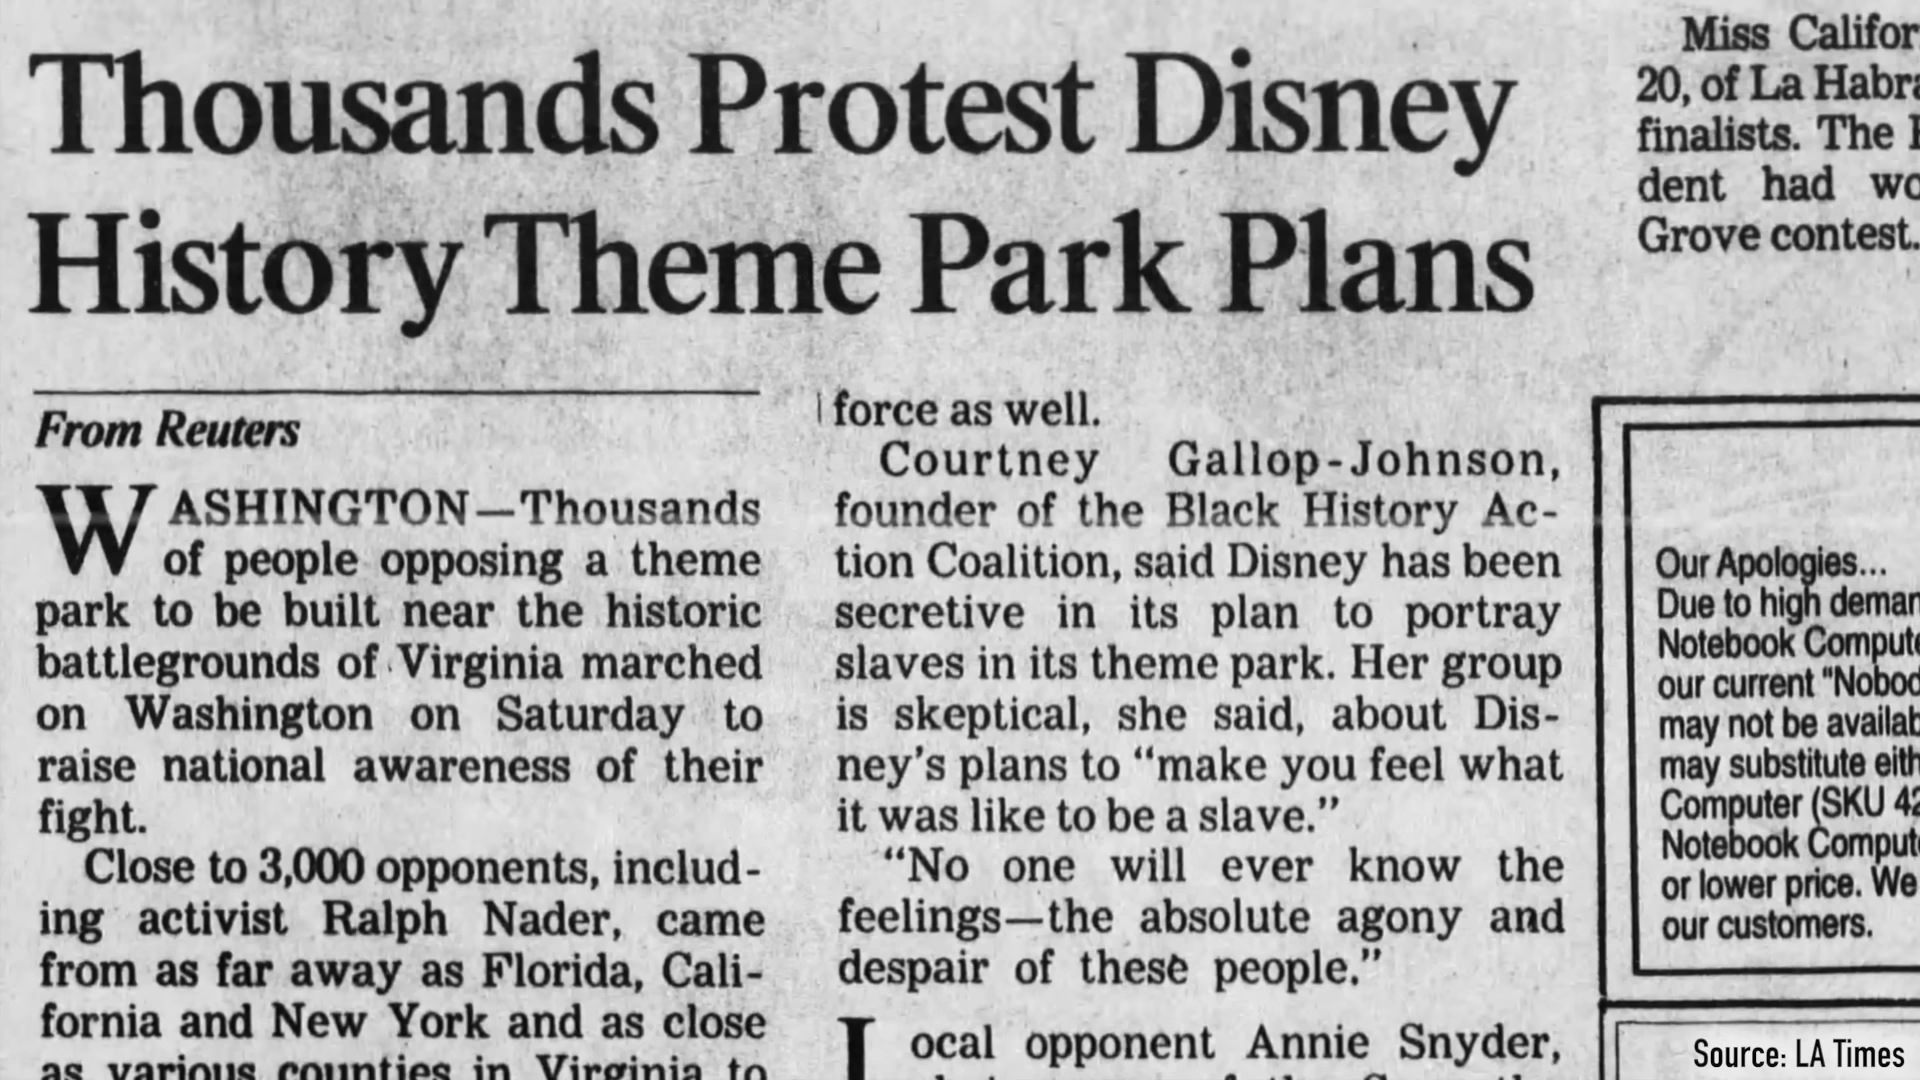 Thousands Protest Disney
History Theme Park Plans
From Reuters
WASHINGTON—Thousands
of people opposing a theme
park to be built near the historic
battlegrounds of Virginia marched
on Washington on Saturday to
raise national awareness of their
fight.
Close to 3,000 opponents, includ-
ing activist Ralph Nader, came
from as far away as Florida, Cali-
fornia and New York and as close
as various counties in Virginia to
force as well.
Courtney Gallop-Johnson,
founder of the Black History Ac-
tion Coalition, said Disney has been
secretive in its plan to portray
slaves in its theme park. Her group
is skeptical, she said, about Dis-
ney's plans to “make you feel what
it was like to be a slave.”
“No one will ever know the
feelings—the absolute agony and
despair of these people.”
Local opponent Annie Snyder,
Miss Califor
20, of La Habra
finalists. The
dent had wo
Grove contest.
Our Apologies...
Due to high deman
Notebook Compute
our current "Nobod
may not be availab
may substitute eith
Computer (SKU 42
Notebook Compute
or lower price. We
our customers.
Source: LA Times